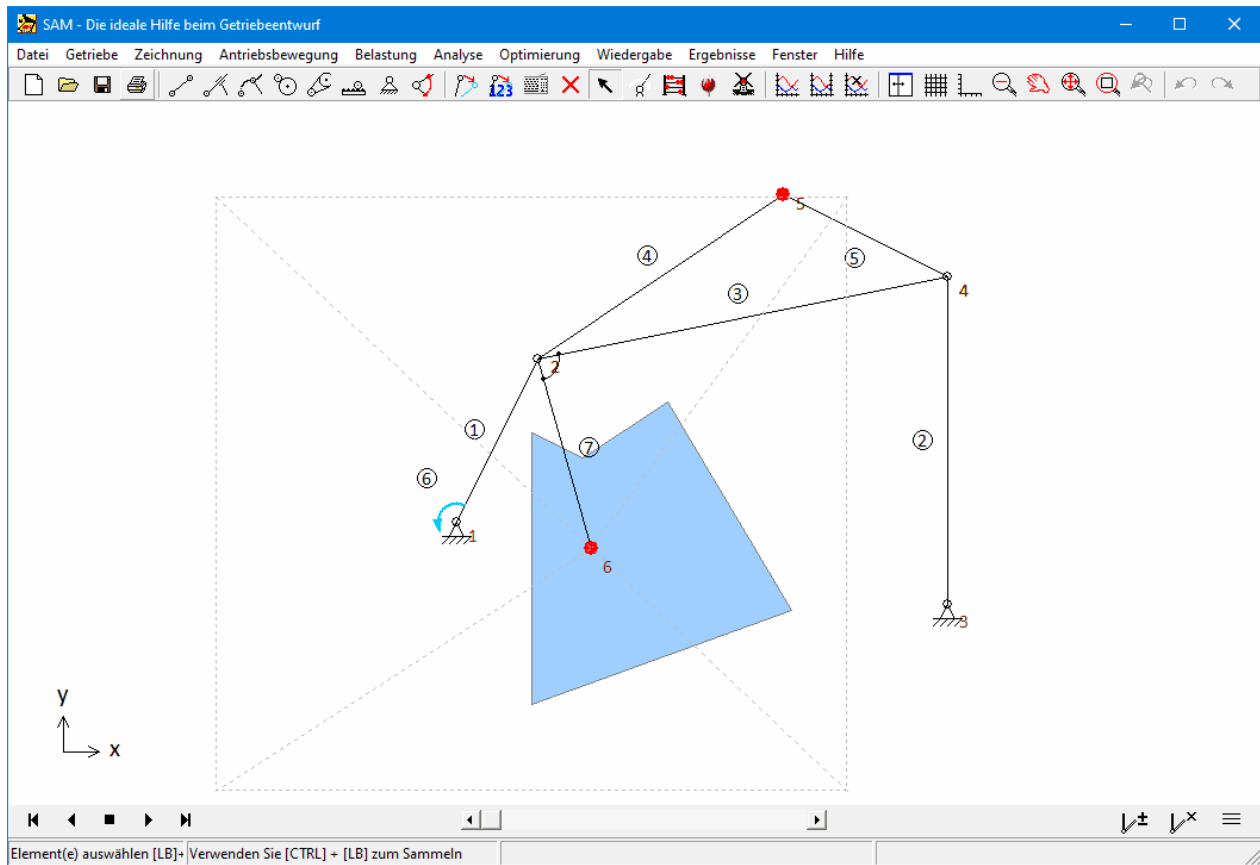 SAM - Die ideale Hilfe beim Getriebeentwurf
Datei Getriebe Zeichnung Antriebsbewegung Belastung Analyse Optimierung Wiedergabe Ergebnisse Fenster Hilfe
123
5
4
5
3
4
2
1
7
2
6
1
6
3
y
x
Element(e) auswählen [LB]+ Verwenden Sie [CTRL] + [LB] zum Sammeln